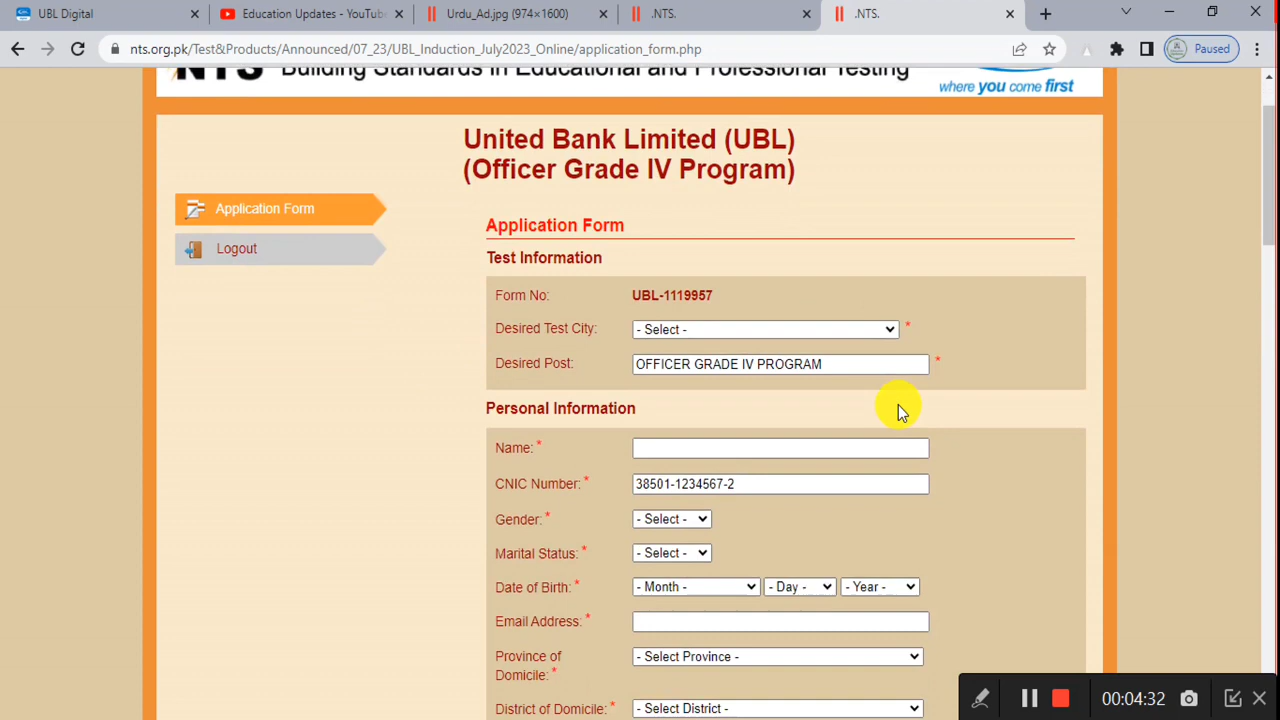 UBL Digital
Education Updates - YouTube
Urdu_Ad.jpg (974×1600)
.NTS.
.NTS.
nts.org.pk/Test&Products/Announced/07_23/UBL_Induction_July2023_Online/application_form.php
Paused
NTS Building Standards in Educational and Professional Testing
where you come first
United Bank Limited (UBL)
(Officer Grade IV Program)
Application Form
Logout
Application Form
Test Information
Form No: UBL-1119957
Desired Test City: - Select - *
Desired Post: OFFICER GRADE IV PROGRAM *
Personal Information
Name: *
CNIC Number: * 38501-1234567-2
Gender: * - Select -
Marital Status: * - Select -
Date of Birth: * - Month - - Day - - Year -
Email Address: *
Province of Domicile: * - Select Province -
District of Domicile: * - Select District -
00:04:32